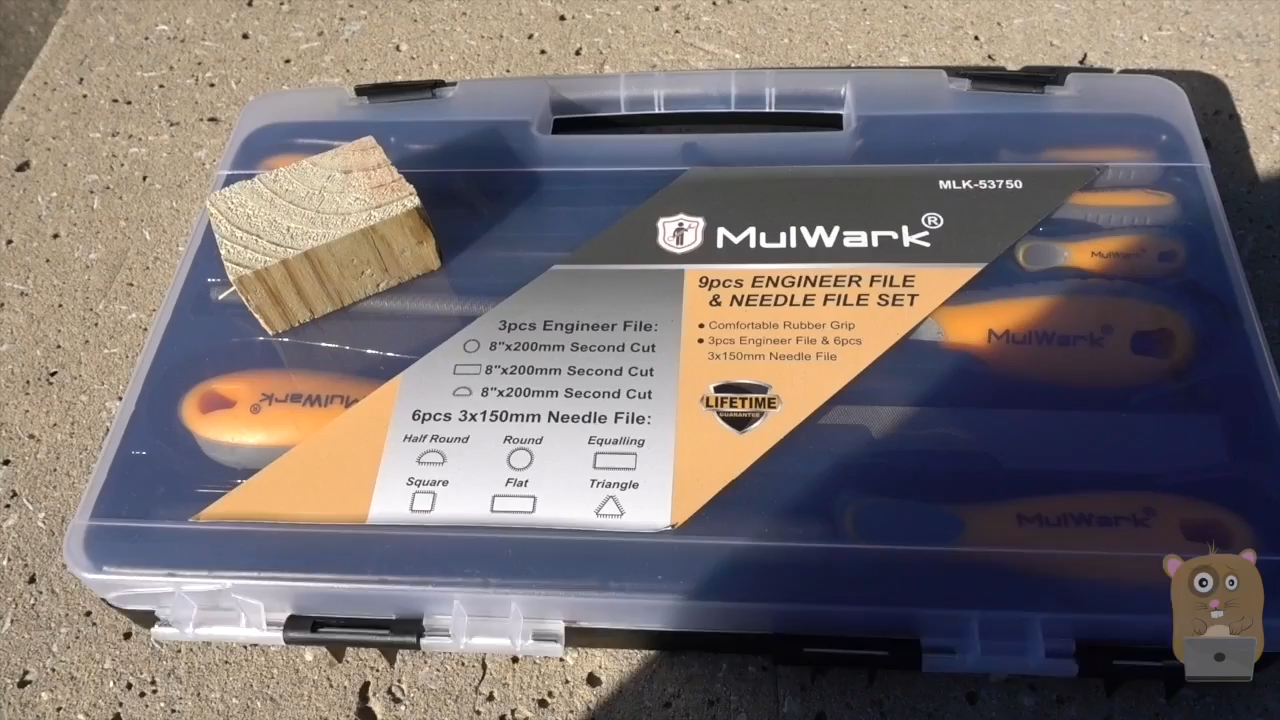 MLK-53750
MulWark®
9pcs ENGINEER FILE
& NEEDLE FILE SET
• Comfortable Rubber Grip
• 3pcs Engineer File & 6pcs
3x150mm Needle File
LIFETIME
GUARANTEE
3pcs Engineer File:
8"x200mm Second Cut
8"x200mm Second Cut
8"x200mm Second Cut
6pcs 3x150mm Needle File:
Half Round Round Equalling
Square Flat Triangle
MulWark
MulWark®
MulWark®
MulWark®